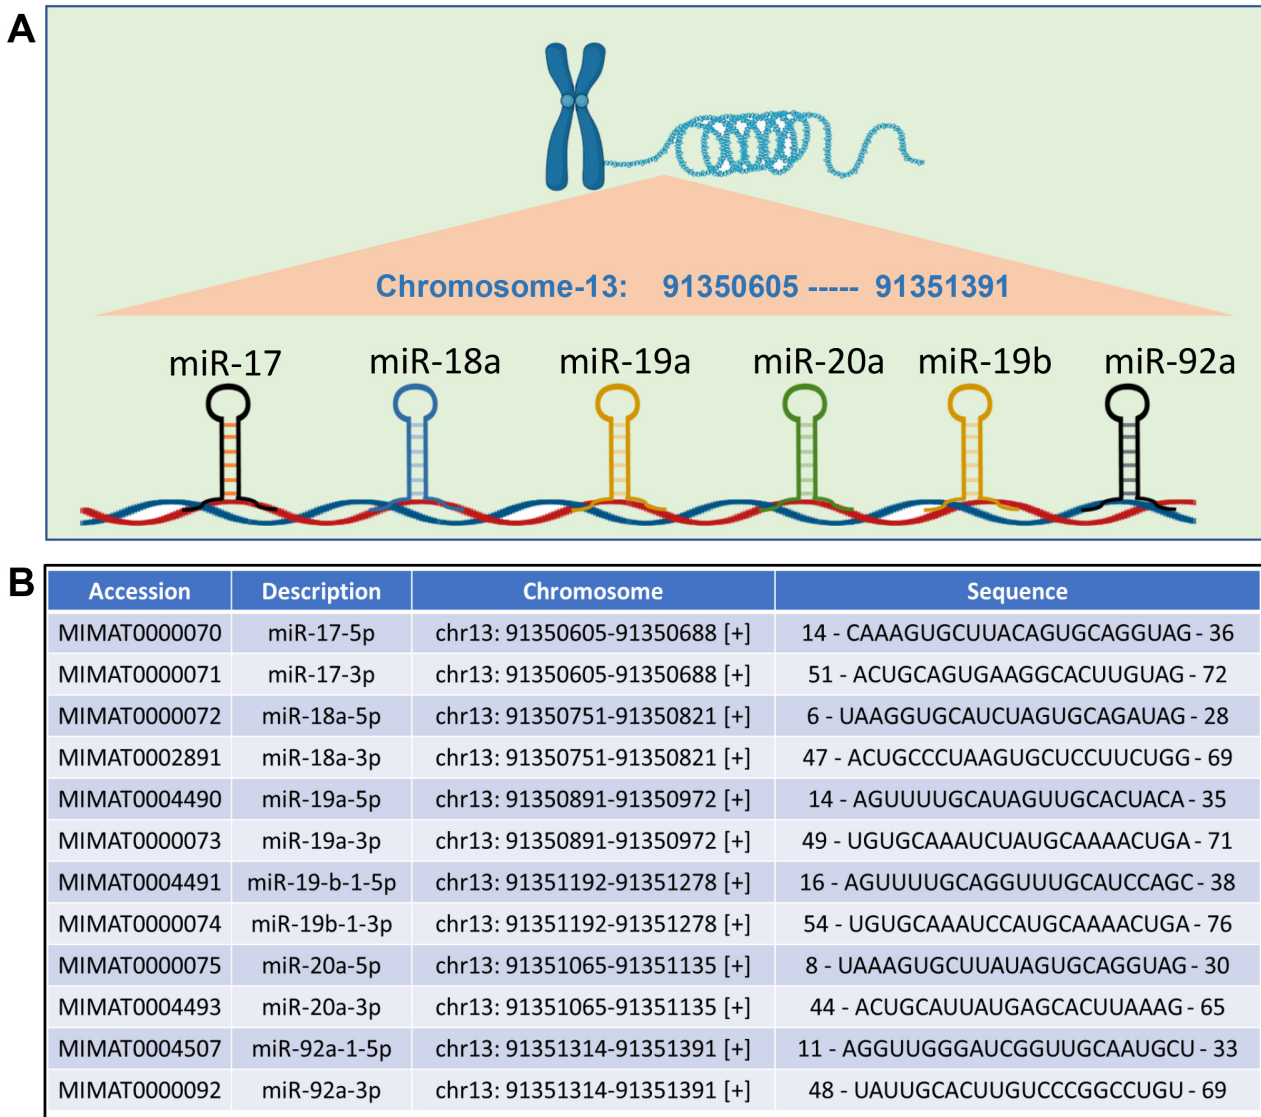 A
Chromosome-13: 91350605 ----- 91351391
miR-17 miR-18a miR-19a miR-20a miR-19b miR-92a
B
Accession Description Chromosome Sequence
MIMAT0000070 miR-17-5p chr13: 91350605-91350688 [+] 14 - CAAAGUGCUUACAGUGCAGGUAG - 36
MIMAT0000071 miR-17-3p chr13: 91350605-91350688 [+] 51 - ACUGCAGUGAAGGCACUUGUAG - 72
MIMAT0000072 miR-18a-5p chr13: 91350751-91350821 [+] 6 - UAAGGUGCAUCUAGUGCAGAUAG - 28
MIMAT0002891 miR-18a-3p chr13: 91350751-91350821 [+] 47 - ACUGCCCUAAGUGCUCCUUCUGG - 69
MIMAT0004490 miR-19a-5p chr13: 91350891-91350972 [+] 14 - AGUUUUGCAUAGUUGCACUACA - 35
MIMAT0000073 miR-19a-3p chr13: 91350891-91350972 [+] 49 - UGUGCAAAUCUAUGCAAAACUGA - 71
MIMAT0004491 miR-19-b-1-5p chr13: 91351192-91351278 [+] 16 - AGUUUUGCAGGUUUGCAUCCAGC - 38
MIMAT0000074 miR-19b-1-3p chr13: 91351192-91351278 [+] 54 - UGUGCAAAUCCAUGCAAAACUGA - 76
MIMAT0000075 miR-20a-5p chr13: 91351065-91351135 [+] 8 - UAAAGUGCUUAUAGUGCAGGUAG - 30
MIMAT0004493 miR-20a-3p chr13: 91351065-91351135 [+] 44 - ACUGCAUUAUGAGCACUUAAAG - 65
MIMAT0004507 miR-92a-1-5p chr13: 91351314-91351391 [+] 11 - AGGUUGGGAUCGGUUGCAAUGCU - 33
MIMAT0000092 miR-92a-3p chr13: 91351314-91351391 [+] 48 - UAUUGCACUUGUCCCGGCCUGU - 69